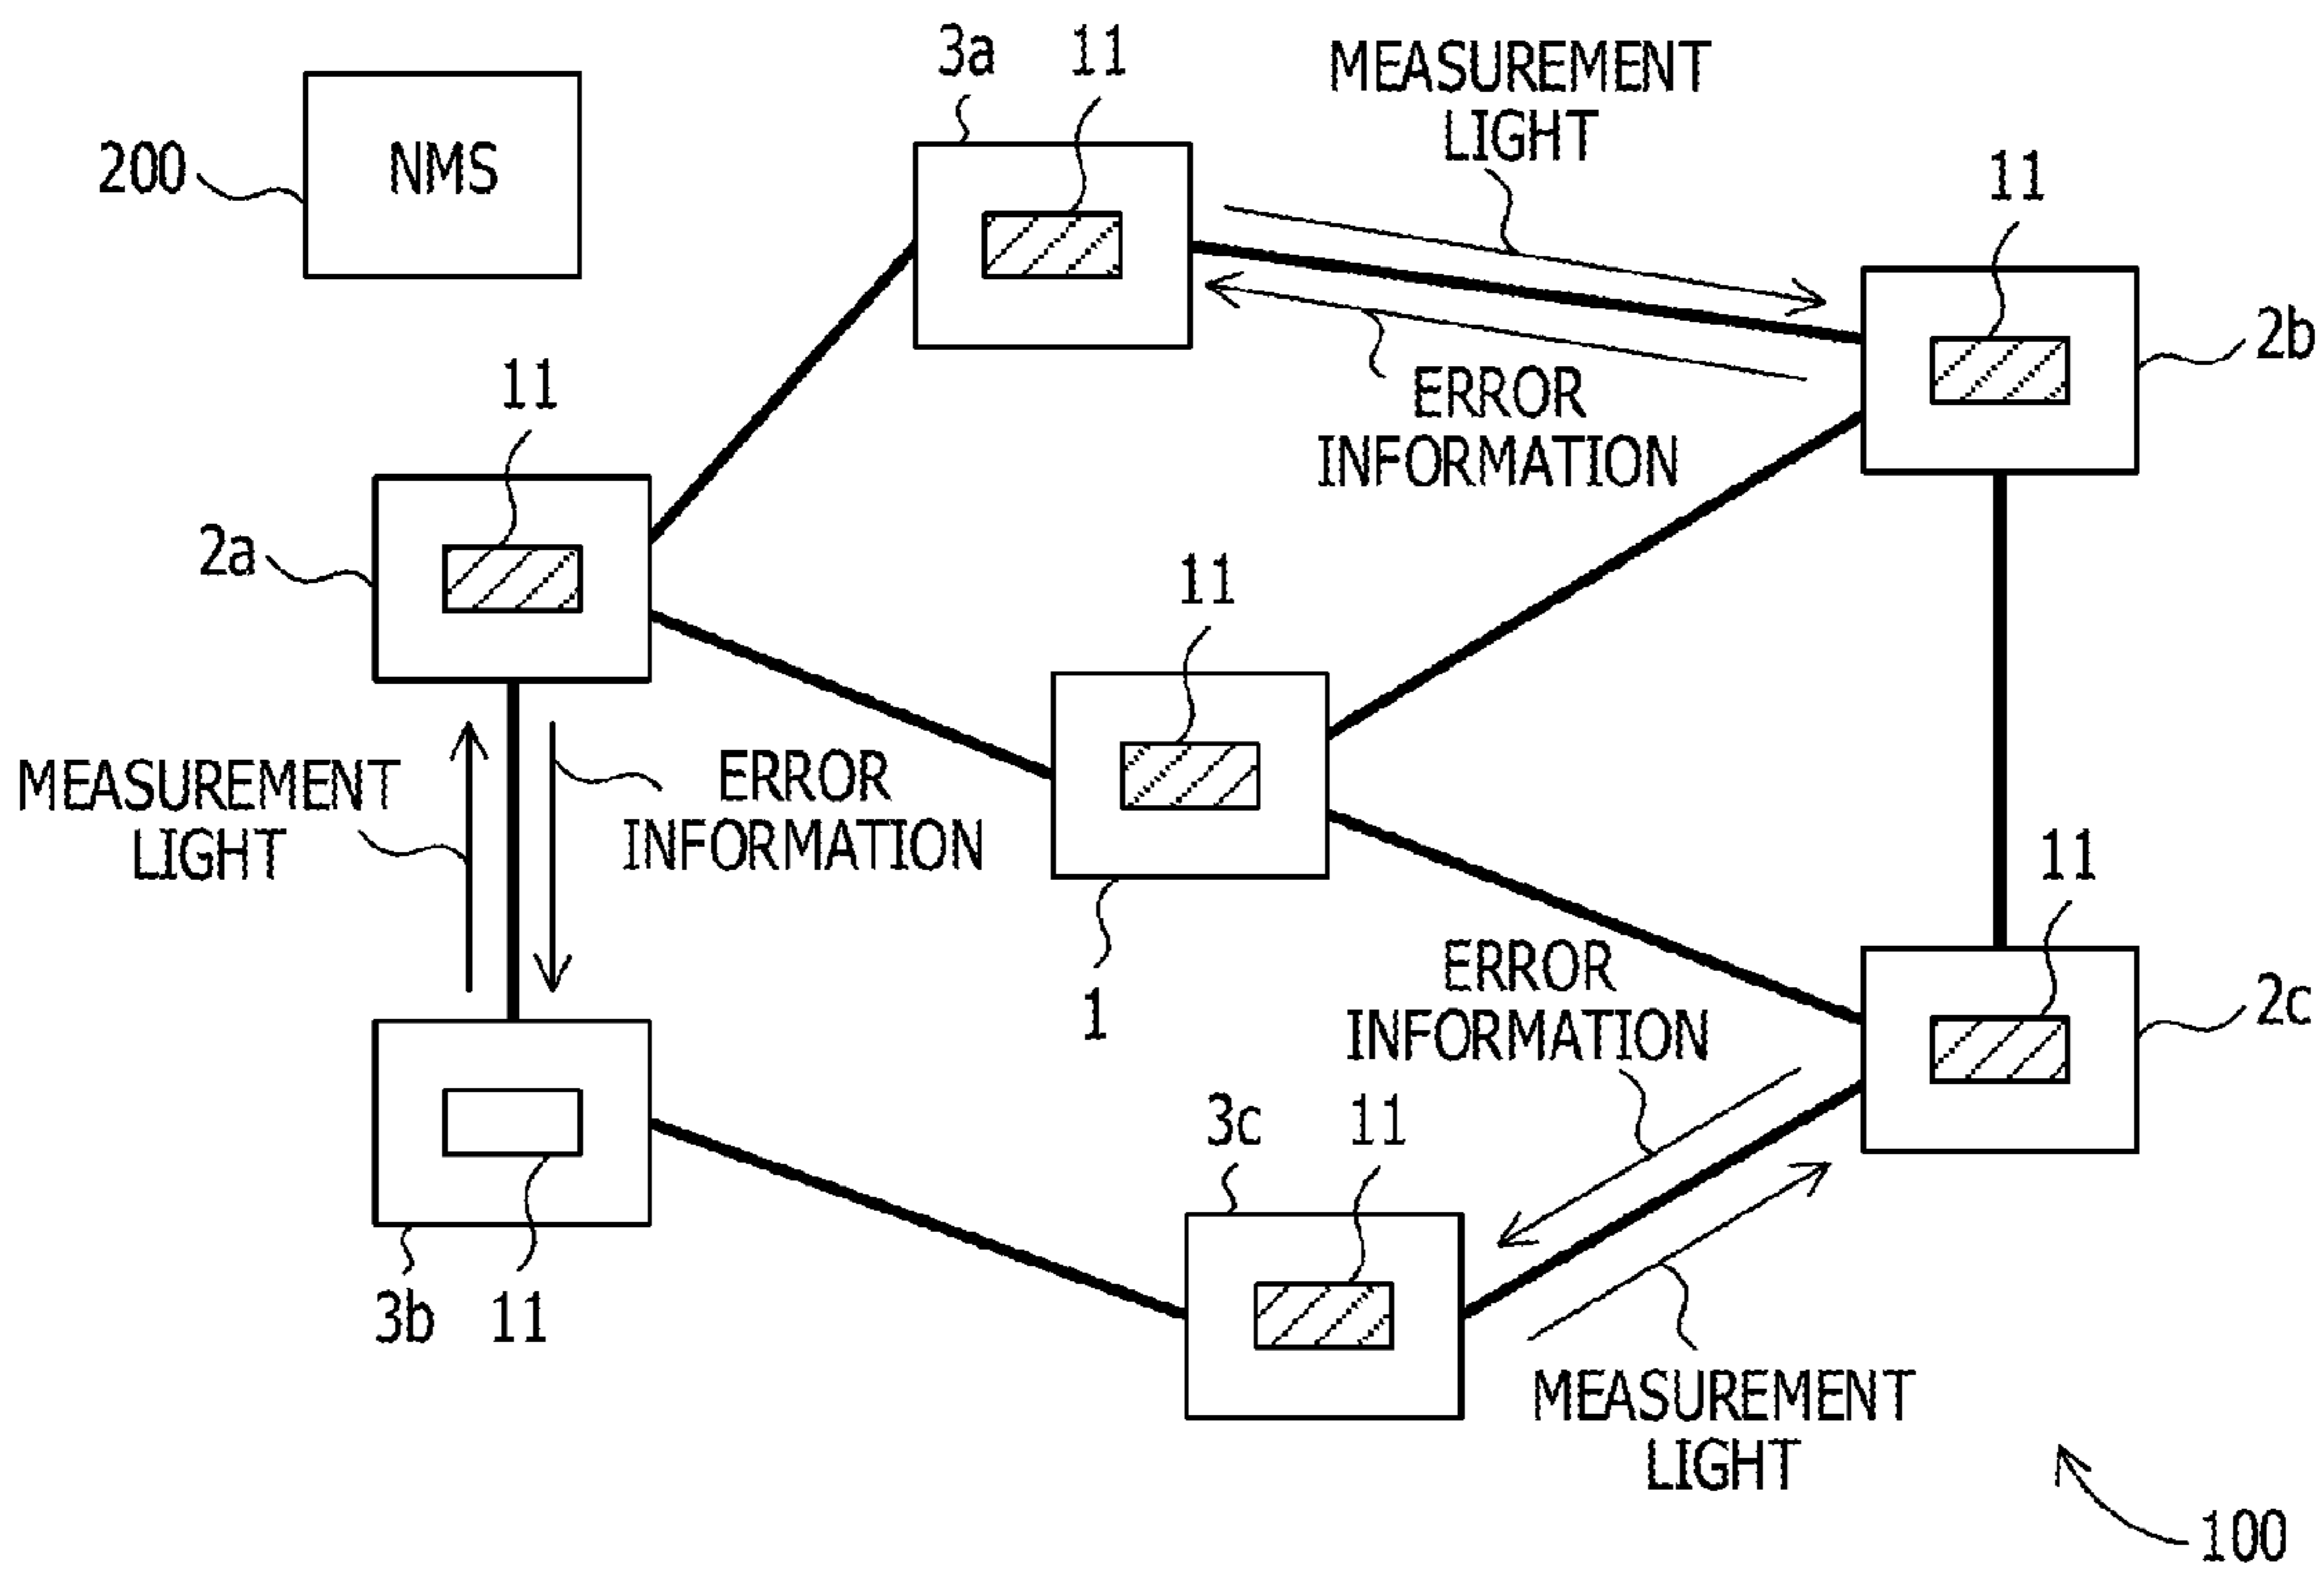 3a
11
MEASUREMENT
LIGHT
200
NMS
11
2b
11
ERROR
INFORMATION
2a
11
MEASUREMENT
LIGHT
ERROR
INFORMATION
1
11
ERROR
INFORMATION
2c
3c
11
3b
11
MEASUREMENT
LIGHT
100